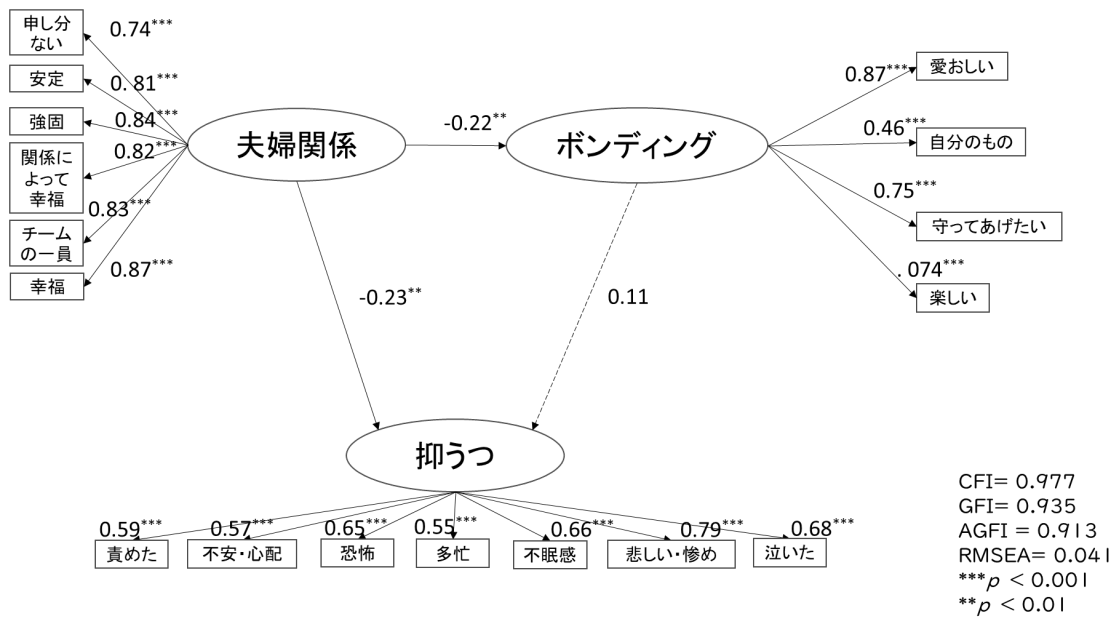 申し分
ない
0.74***
安定
0.81***
強固
0.84***
関係に
よって
幸福
0.82***
チーム
の一員
0.83***
幸福
0.87***
夫婦関係
-0.22**
ボンディング
0.87***
愛おしい
0.46***
自分のもの
0.75***
守ってあげたい
.074***
楽しい
-0.23**
0.11
抑うつ
0.59***
責めた
0.57***
不安・心配
0.65***
恐怖
0.55***
多忙
0.66***
不眠感
0.79***
悲しい・惨め
0.68***
泣いた
CFI= 0.977
GFI= 0.935
AGFI = 0.913
RMSEA= 0.041
***p < 0.001
**p < 0.01